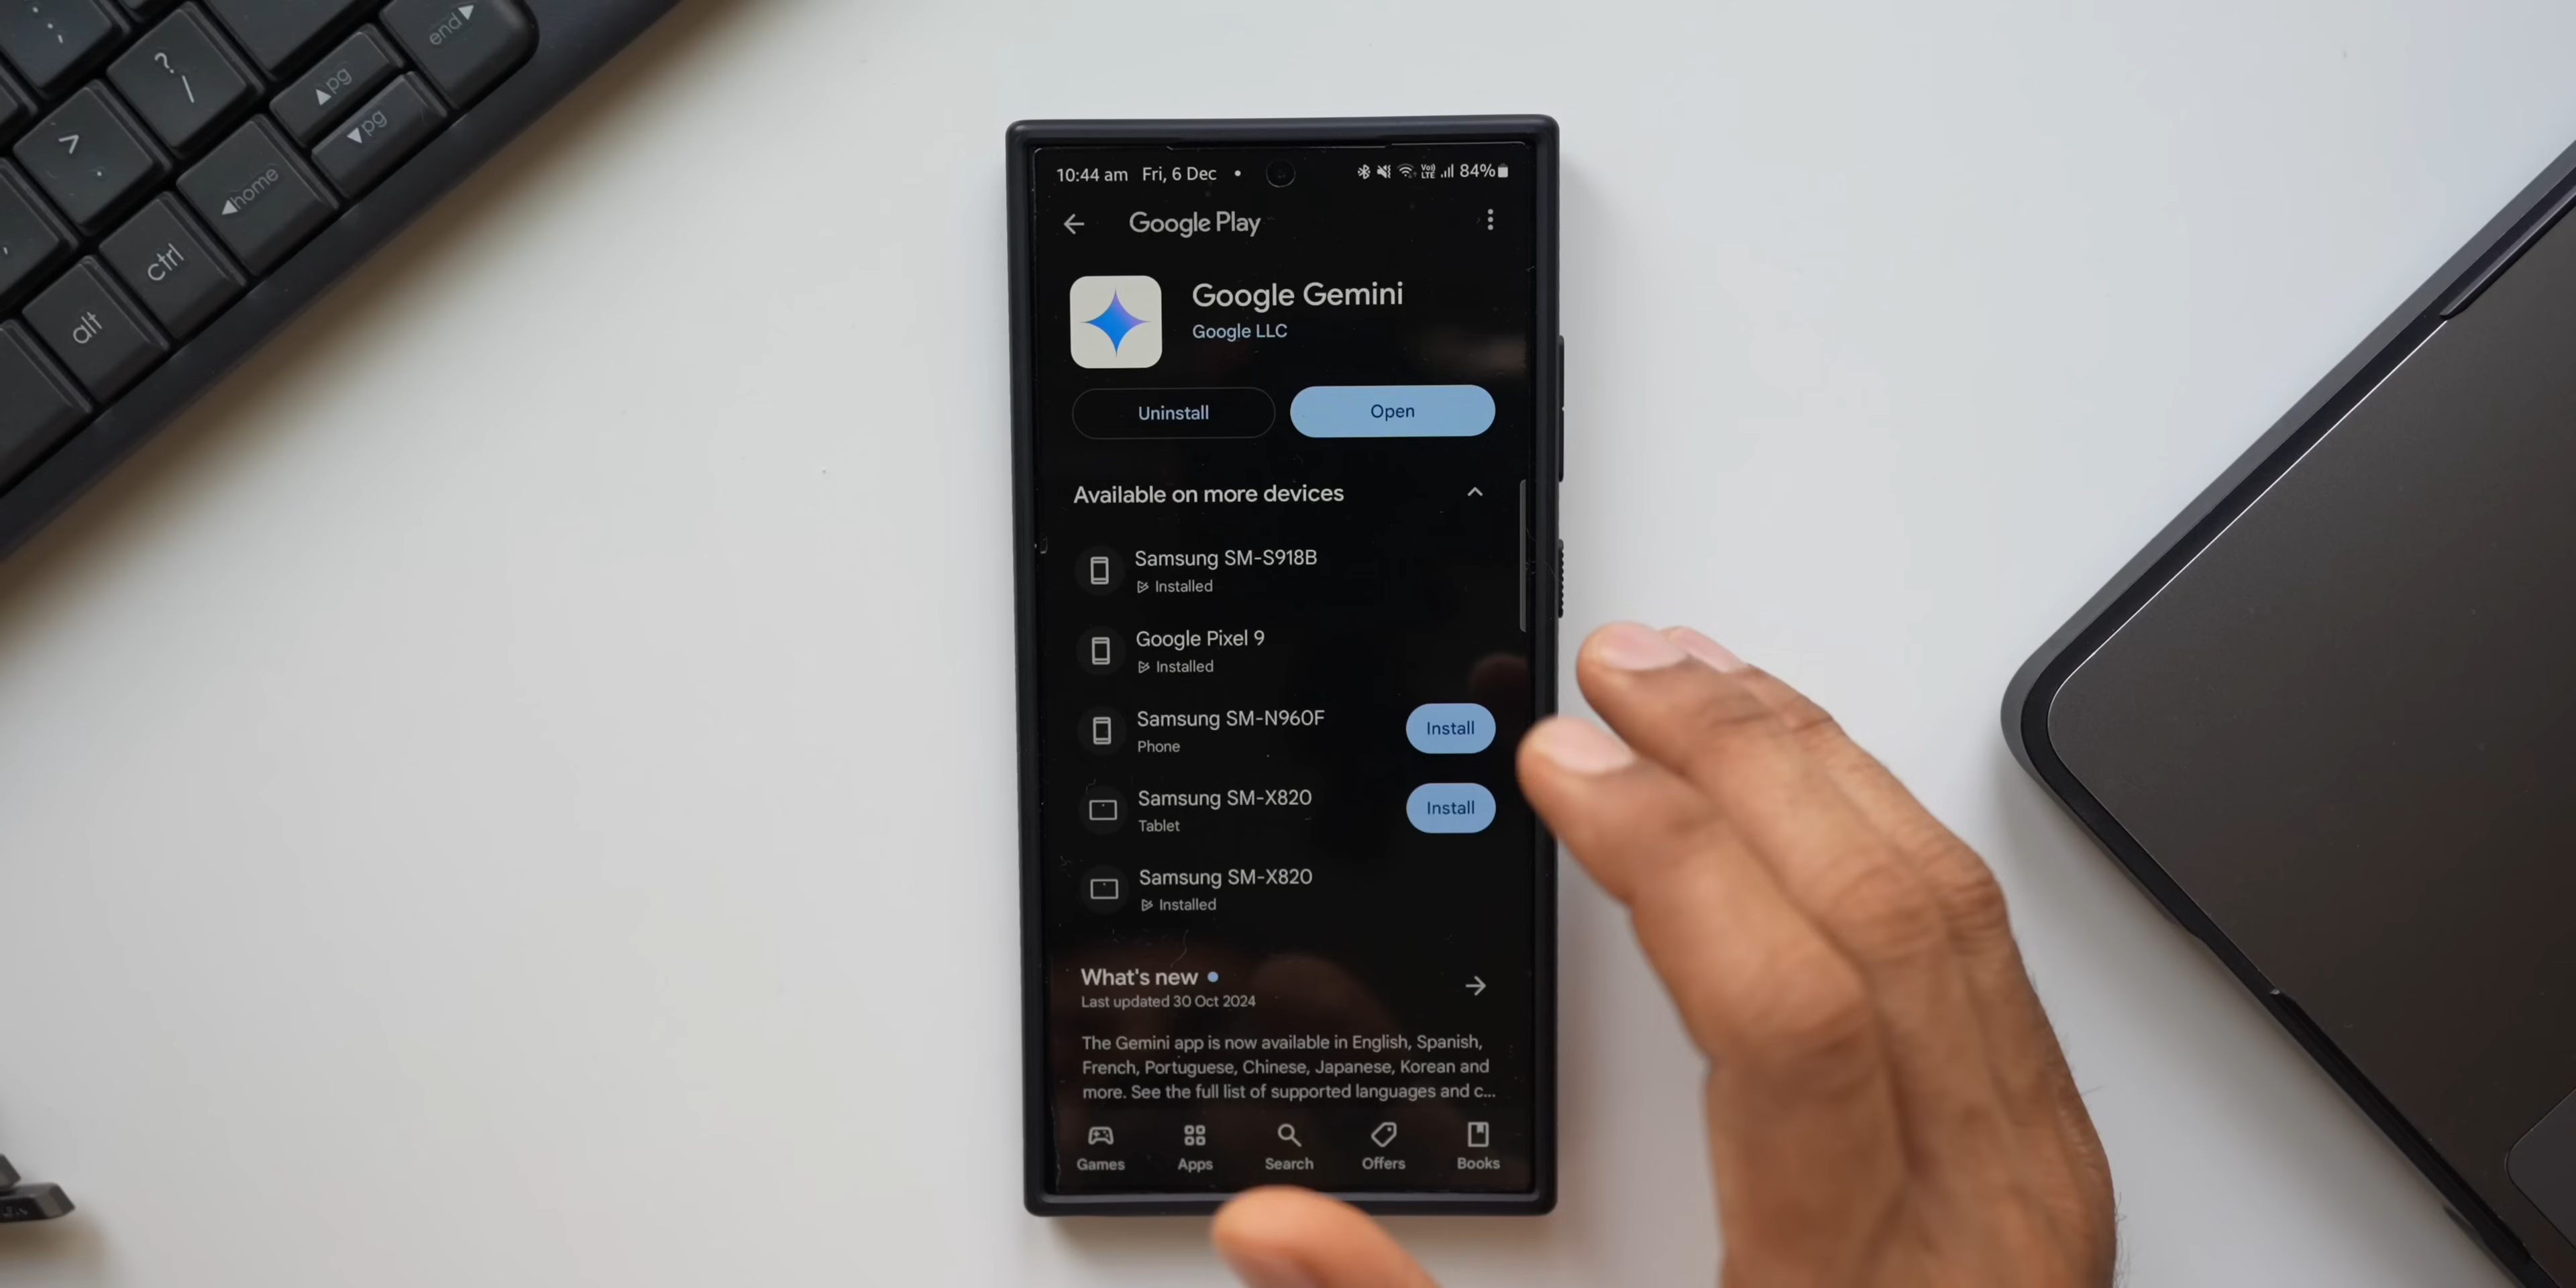 end
?
/
pg
pg
>
.
home
ctrl
alt
10:44 am Fri, 6 Dec
84%
Google Play
Google Gemini
Google LLC
Uninstall
Open
Available on more devices
Samsung SM-S918B
Installed
Google Pixel 9
Installed
Samsung SM-N960F
Phone
Install
Samsung SM-X820
Tablet
Install
Samsung SM-X820
Installed
What's new
Last updated 30 Oct 2024
The Gemini app is now available in English, Spanish,
French, Portuguese, Chinese, Japanese, Korean and
more. See the full list of supported languages and c...
Games Apps Search Offers Books